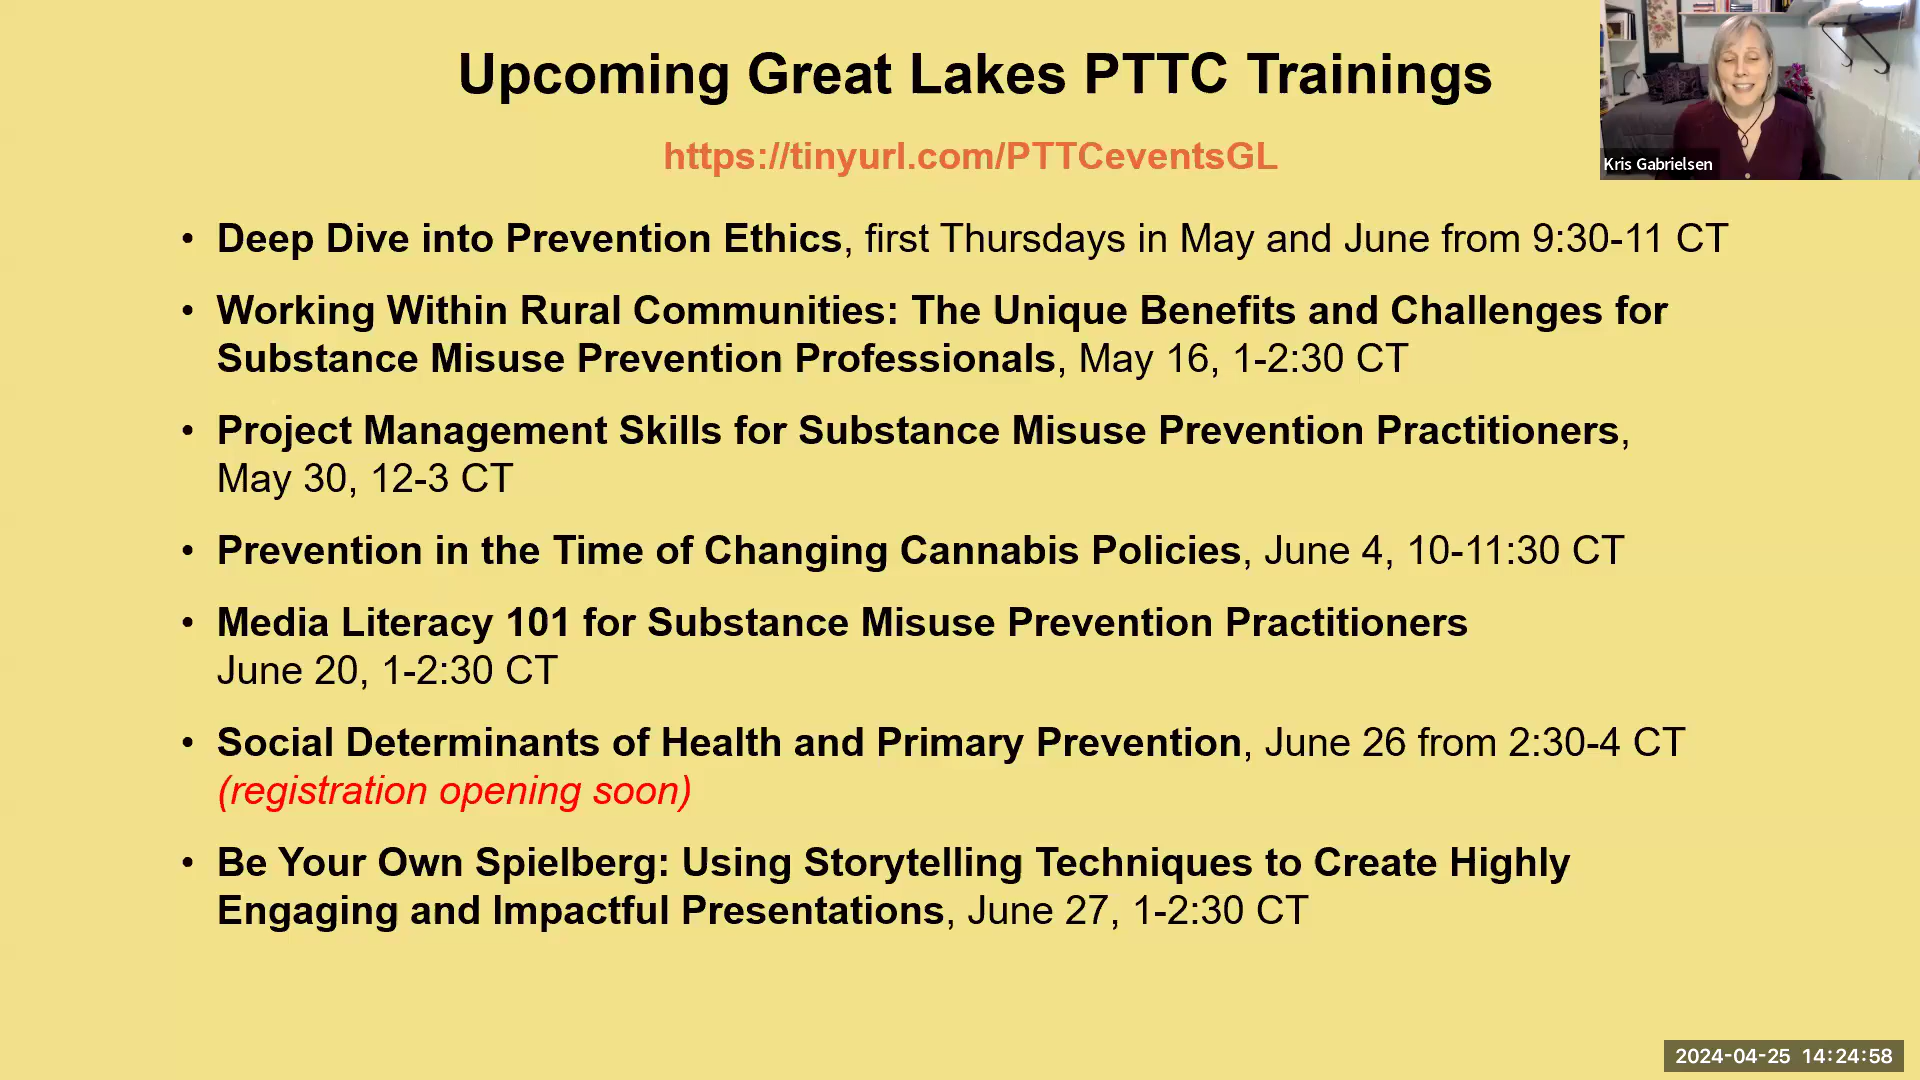 Upcoming Great Lakes PTTC Trainings
https://tinyurl.com/PTTCeventsGL
Kris Gabrielsen
• Deep Dive into Prevention Ethics, first Thursdays in May and June from 9:30-11 CT
• Working Within Rural Communities: The Unique Benefits and Challenges for
Substance Misuse Prevention Professionals, May 16, 1-2:30 CT
• Project Management Skills for Substance Misuse Prevention Practitioners,
May 30, 12-3 CT
• Prevention in the Time of Changing Cannabis Policies, June 4, 10-11:30 CT
• Media Literacy 101 for Substance Misuse Prevention Practitioners
June 20, 1-2:30 CT
• Social Determinants of Health and Primary Prevention, June 26 from 2:30-4 CT
(registration opening soon)
• Be Your Own Spielberg: Using Storytelling Techniques to Create Highly
Engaging and Impactful Presentations, June 27, 1-2:30 CT
2024-04-25 14:24:58